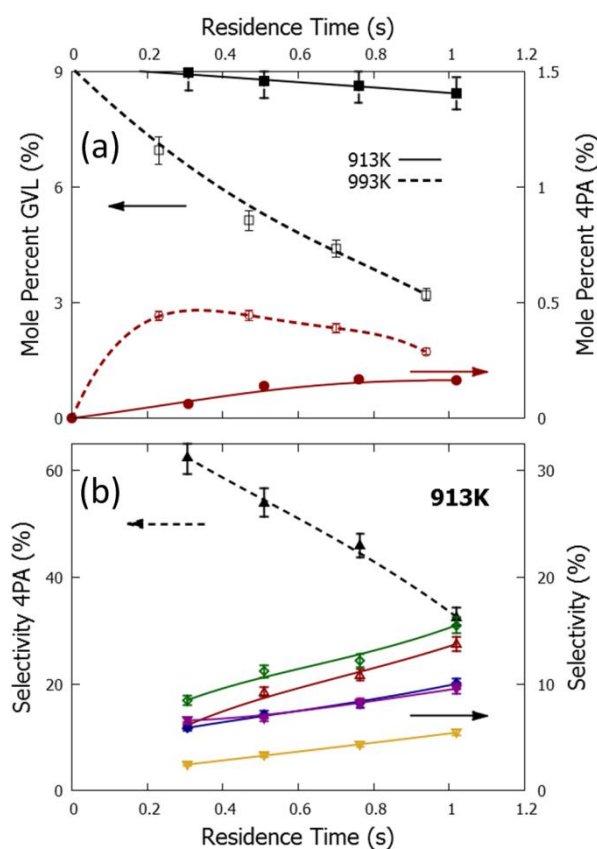 Residence Time (s)
0 0.2 0.4 0.6 0.8 1 1.2
9 1.5
(a)
913K
993K
6 1
3 0.5
0 0
Mole Percent GVL (%)
Mole Percent 4PA (%)
60 30
(b) 913K
40 20
20 10
0 0
Selectivity 4PA (%)
Selectivity (%)
0 0.2 0.4 0.6 0.8 1 1.2
Residence Time (s)